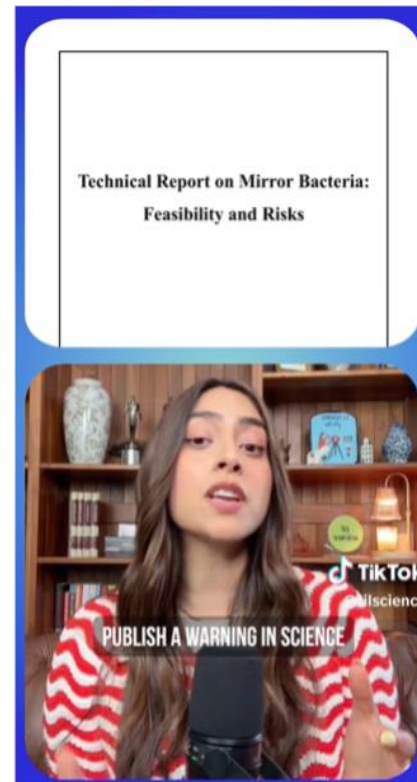 Technical Report on Mirror Bacteria:
Feasibility and Risks
TikTok
PUBLISH A WARNING IN SCIENCE